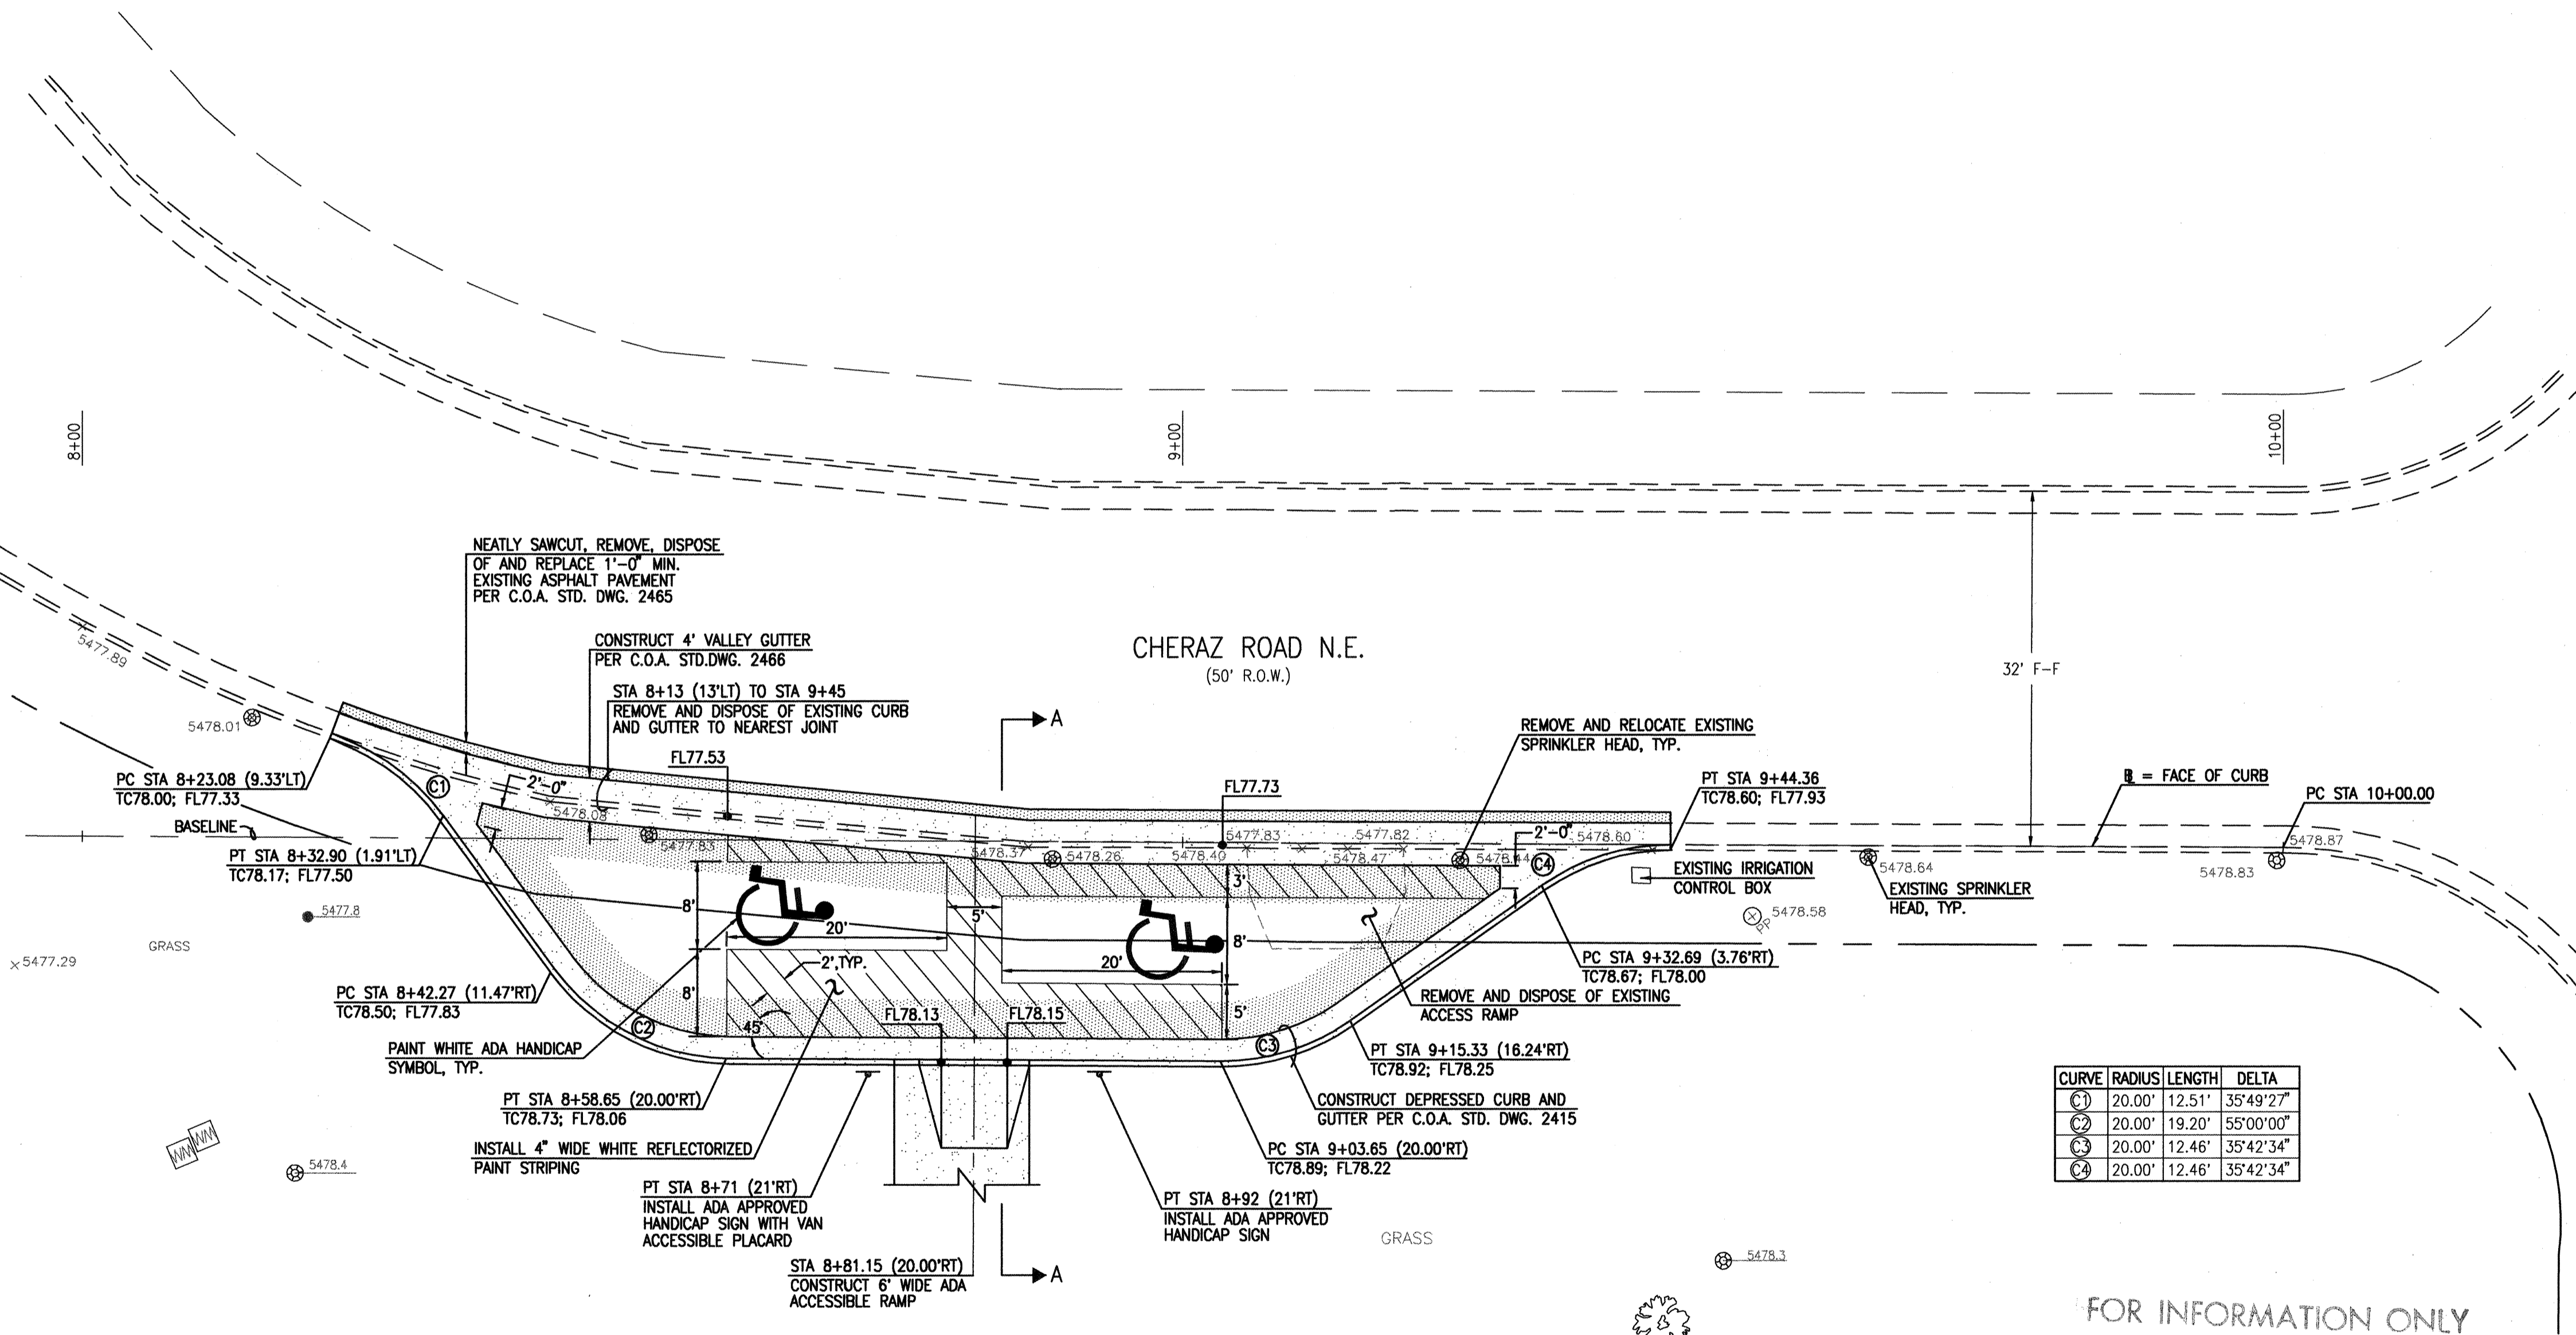 8+00
9+00
10+00
NEATLY SAWCUT, REMOVE, DISPOSE
OF AND REPLACE 1'-0" MIN.
EXISTING ASPHALT PAVEMENT
PER C.O.A. STD. DWG. 2465
CONSTRUCT 4' VALLEY GUTTER
PER C.O.A. STD.DWG. 2466
STA 8+13 (13'LT) TO STA 9+45
REMOVE AND DISPOSE OF EXISTING CURB
AND GUTTER TO NEAREST JOINT
CHERAZ ROAD N.E.
(50' R.O.W.)
32' F-F
5477.89
5478.01
FL77.53
A
REMOVE AND RELOCATE EXISTING
SPRINKLER HEAD, TYP.
PC STA 8+23.08 (9.33'LT)
TC78.00; FL77.33
C1
2'-0"
5478.08
FL77.73
PT STA 9+44.36
TC78.60; FL77.93
= FACE OF CURB
PC STA 10+00.00
BASELINE
PT STA 8+32.90 (1.91'LT)
TC78.17; FL77.50
5477.83
5478.37
5478.26
5478.40
5477.83
5477.82
5478.47
5478.44
2'-0"
5478.60
C4
5478.87
5478.83
5478.64
EXISTING IRRIGATION
CONTROL BOX
EXISTING SPRINKLER
HEAD, TYP.
5477.8
GRASS
5477.29
8'
20'
5'
3'
8'
20'
5478.58
PP
PC STA 9+32.69 (3.76'RT)
TC78.67; FL78.00
PC STA 8+42.27 (11.47'RT)
TC78.50; FL77.83
2',TYP.
8'
45°
5'
FL78.13
FL78.15
REMOVE AND DISPOSE OF EXISTING
ACCESS RAMP
C2
C3
PAINT WHITE ADA HANDICAP
SYMBOL, TYP.
PT STA 9+15.33 (16.24'RT)
TC78.92; FL78.25
PT STA 8+58.65 (20.00'RT)
TC78.73; FL78.06
CONSTRUCT DEPRESSED CURB AND
GUTTER PER C.O.A. STD. DWG. 2415
INSTALL 4" WIDE WHITE REFLECTORIZED
PAINT STRIPING
PC STA 9+03.65 (20.00'RT)
TC78.89; FL78.22
WM
WM
5478.4
PT STA 8+71 (21'RT)
INSTALL ADA APPROVED
HANDICAP SIGN WITH VAN
ACCESSIBLE PLACARD
PT STA 8+92 (21'RT)
INSTALL ADA APPROVED
HANDICAP SIGN
GRASS
5478.3
STA 8+81.15 (20.00'RT)
CONSTRUCT 6' WIDE ADA
ACCESSIBLE RAMP
A
CURVE RADIUS LENGTH DELTA
C1 20.00' 12.51' 35°49'27"
C2 20.00' 19.20' 55°00'00"
C3 20.00' 12.46' 35°42'34"
C4 20.00' 12.46' 35°42'34"
FOR INFORMATION ONLY